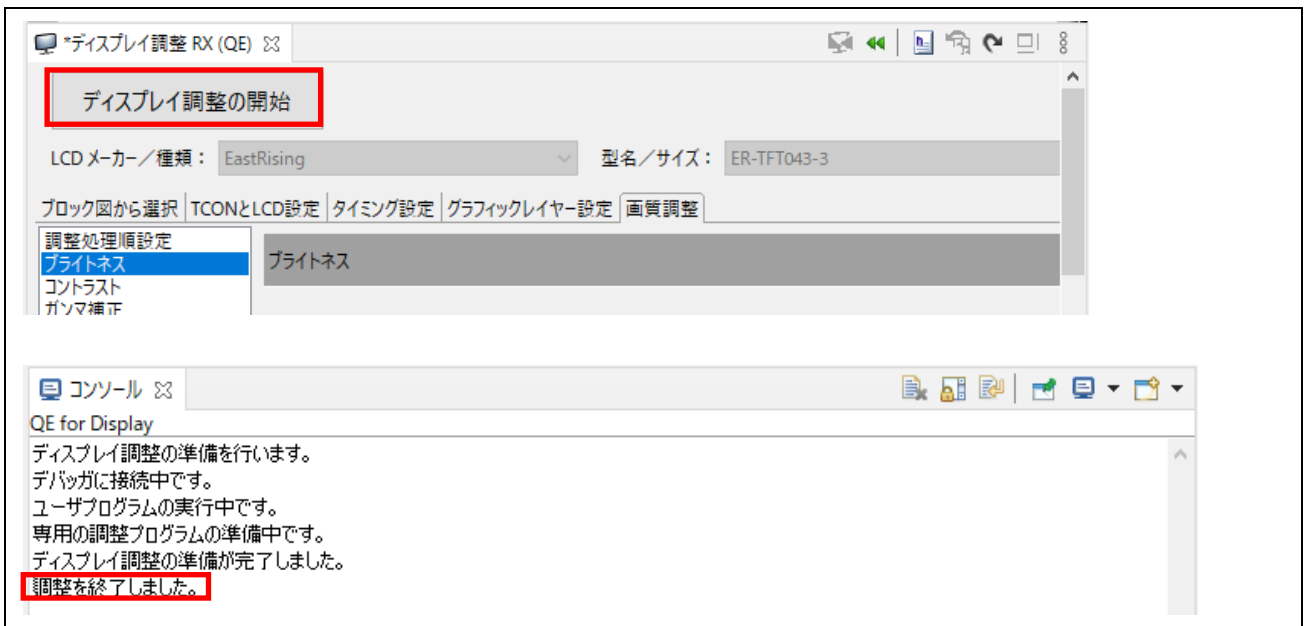 *ディスプレイ調整 RX (QE)
ディスプレイ調整の開始
LCD メーカー／種類： EastRising 型名／サイズ： ER-TFT043-3
ブロック図から選択 TCONとLCD設定 タイミング設定 グラフィックレイヤー設定 画質調整
調整処理順設定
ブライトネス ブライトネス
コントラスト
ガンマ補正
コンソール
QE for Display
ディスプレイ調整の準備を行います。
デバッガに接続中です。
ユーザプログラムの実行中です。
専用の調整プログラムの準備中です。
ディスプレイ調整の準備が完了しました。
調整を終了しました。